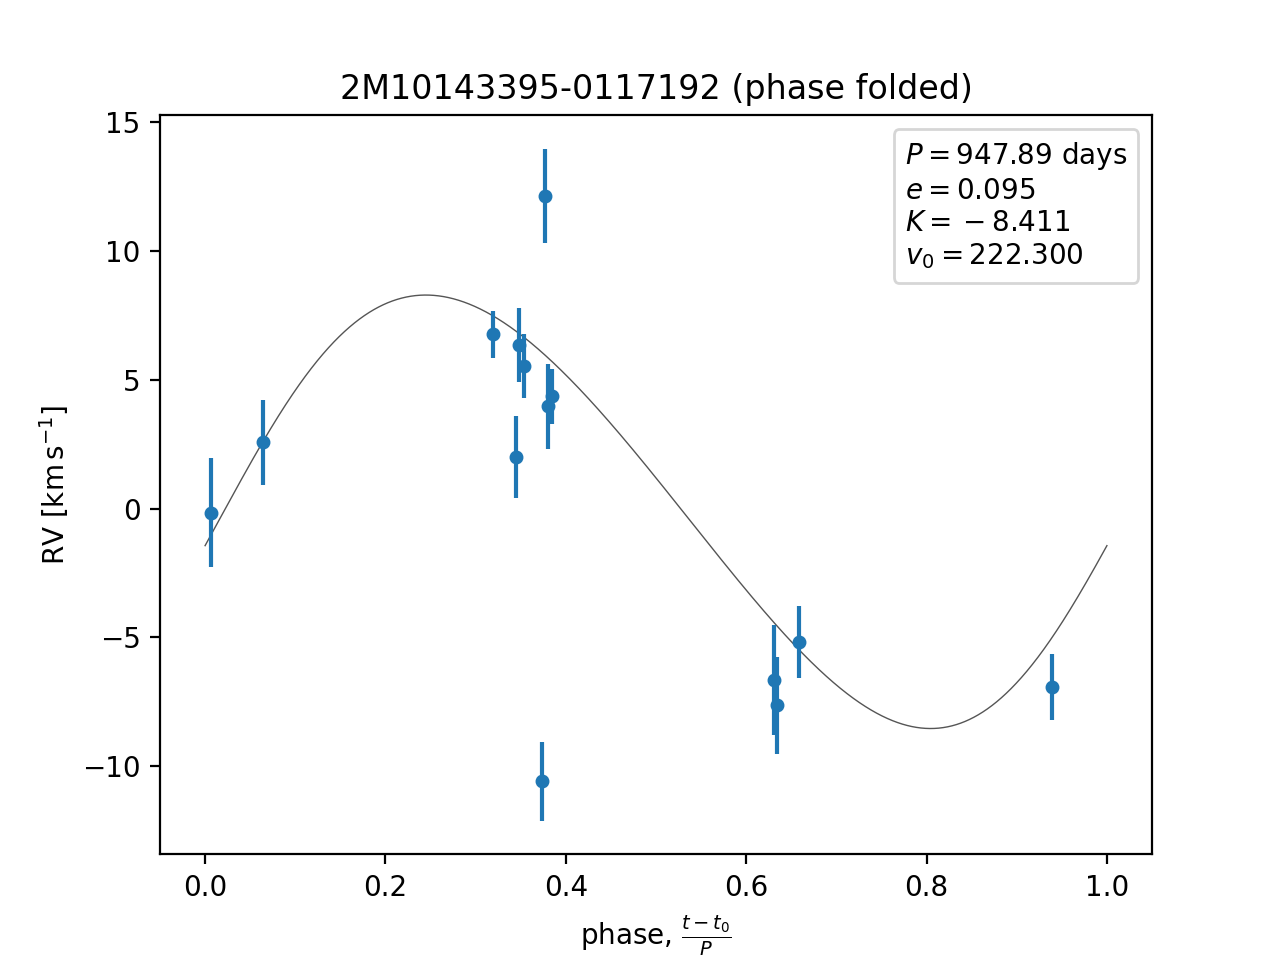 2M10143395-0117192 (phase folded)
P = 947.89 days
e = 0.095
K = −8.411
v₀ = 222.300
RV [km s⁻¹]
15
10
5
0
−5
−10
0.0 0.2 0.4 0.6 0.8 1.0
phase, (t − t₀)/P